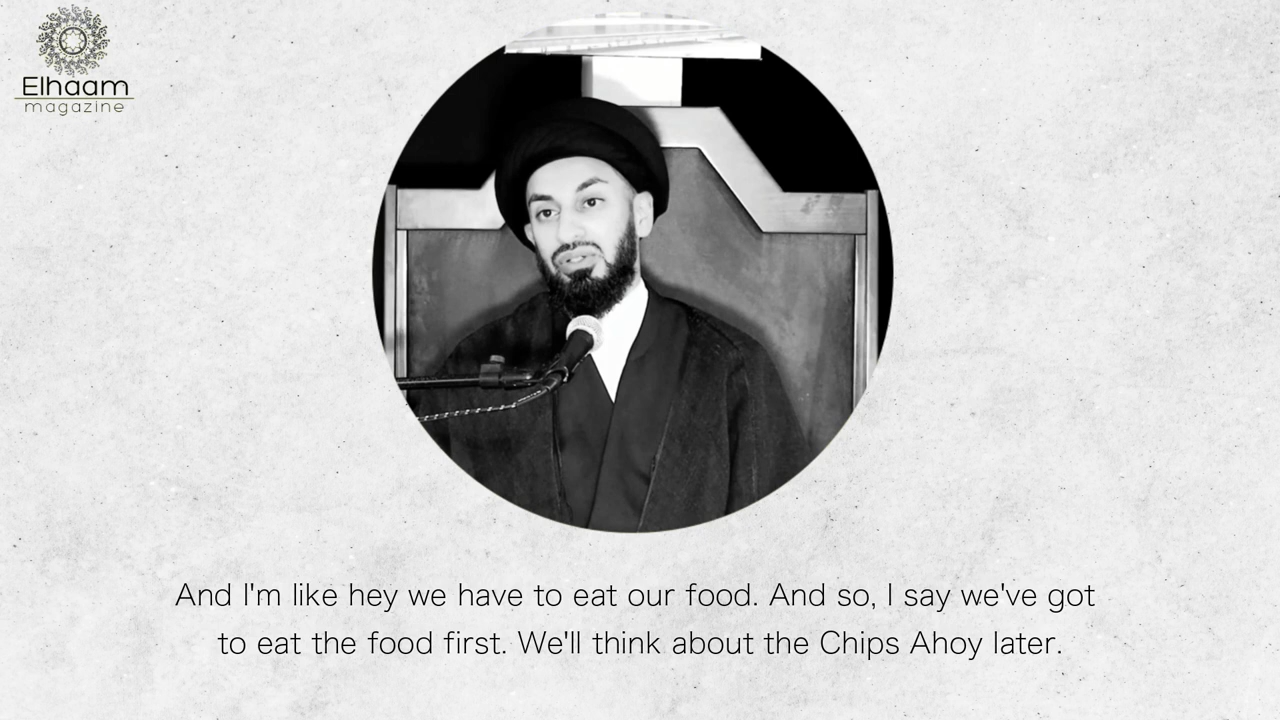 Elhaam
magazine
And I'm like hey we have to eat our food. And so, I say we've got
to eat the food first. We'll think about the Chips Ahoy later.